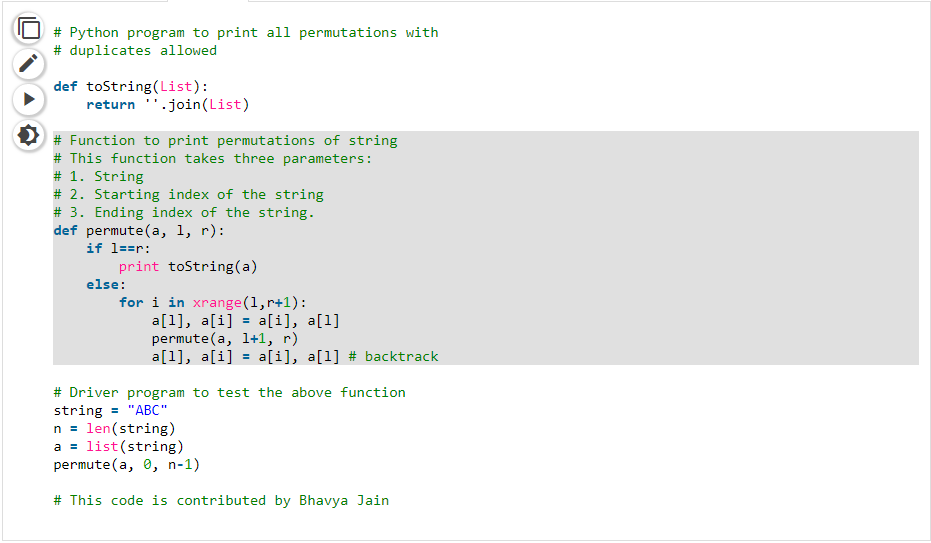 # Python program to print all permutations with
# duplicates allowed
def toString(List):
    return ''.join(List)
# Function to print permutations of string
# This function takes three parameters:
# 1. String
# 2. Starting index of the string
# 3. Ending index of the string.
def permute(a, l, r):
    if l==r:
        print toString(a)
    else:
        for i in xrange(l,r+1):
            a[l], a[i] = a[i], a[l]
            permute(a, l+1, r)
            a[l], a[i] = a[i], a[l] # backtrack
# Driver program to test the above function
string = "ABC"
n = len(string)
a = list(string)
permute(a, 0, n-1)
# This code is contributed by Bhavya Jain